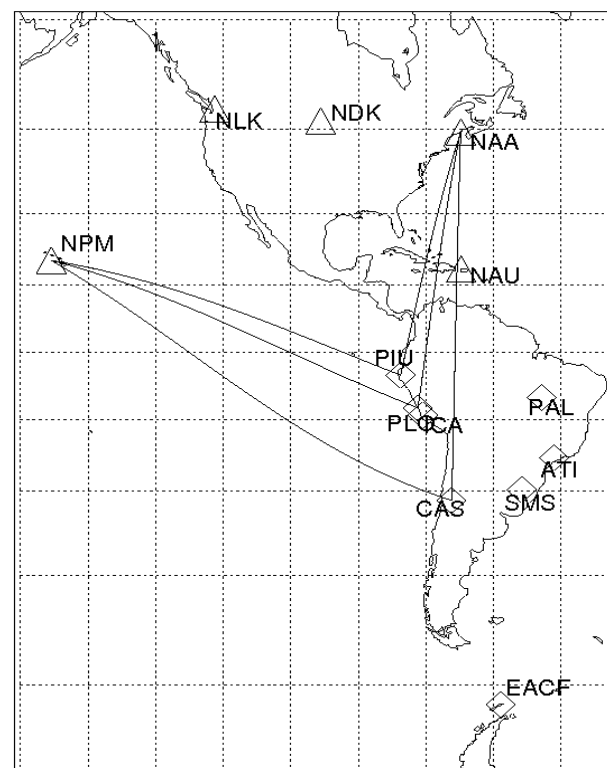 NLK
NDK
NAA
NPM
NAU
PIU
PAL
PLO
ICA
ATI
CAS
SMS
EACF